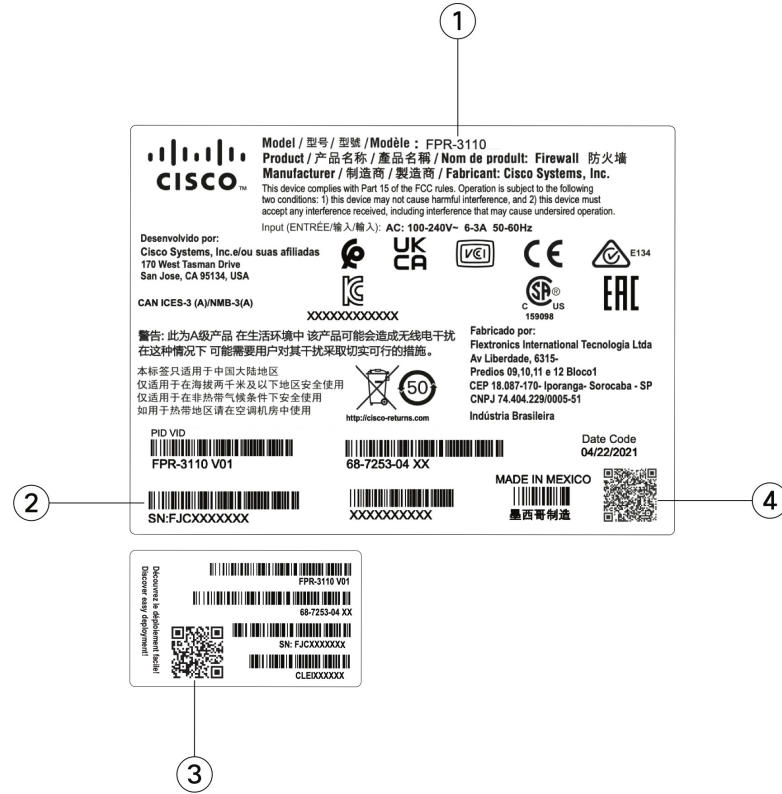 1
Model / 型号 / 型號 /Modèle : FPR-3110
Product / 产品名称 / 產品名稱 / Nom de prodult: Firewall 防火墙
Manufacturer / 制造商 / 製造商 / Fabricant: Cisco Systems, Inc.
CISCO TM
This device complies with Part 15 of the FCC rules. Operation is subject to the following
two conditions: 1) this device may not cause harmful interference, and 2) this device must
accept any interference received, including interference that may cause undersired operation.
Input (ENTRÉE/输入/輸入): AC: 100-240V~ 6-3A 50-60Hz
Desenvolvido por:
Cisco Systems, Inc.e/ou suas afiliadas
170 West Tasman Drive
San Jose, CA 95134, USA
CAN ICES-3 (A)/NMB-3(A)
UK
CA
VCI
CE
E134
KC
XXXXXXXXXXXXX
C SA ® US
159098
EAC
警告: 此为A级产品 在生活环境中 该产品可能会造成无线电干扰
在这种情况下 可能需要用户对其干扰采取切实可行的措施。
本标签只适用于中国大陆地区
仅适用于在海拔两千米及以下地区安全使用
仅适用于在非热带气候条件下安全使用
如用于热带地区请在空调机房中使用
50
http://cisco-returns.com
Fabricado por:
Flextronics International Tecnologia Ltda
Av Liberdade, 6315-
Predios 09,10,11 e 12 Bloco1
CEP 18.087-170- Iporanga- Sorocaba - SP
CNPJ 74.404.229/0005-51
Indústria Brasileira
PID VID
FPR-3110 V01
68-7253-04 XX
Date Code
04/22/2021
2
SN:FJCXXXXXXX
XXXXXXXXXX
MADE IN MEXICO
墨西哥制造
4
Découvrez le déploiement facile!
Discover easy deployment!
FPR-3110 V01
68-7253-04 XX
SN: FJCXXXXXXX
CLEIXXXXXX
3